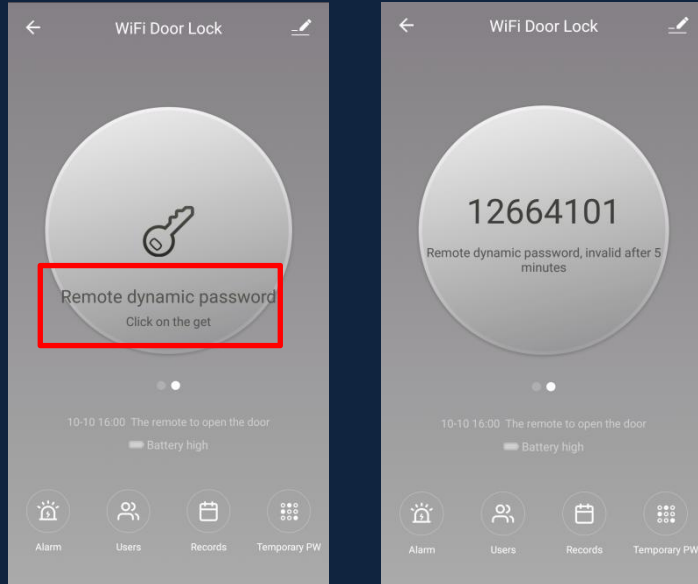 WiFi Door Lock
Remote dynamic password
Click on the get
10-10 16:00 The remote to open the door
Battery high
Alarm
Users
Records
Temporary PW
WiFi Door Lock
12664101
Remote dynamic password, invalid after 5
minutes
10-10 16:00 The remote to open the door
Battery high
Alarm
Users
Records
Temporary PW